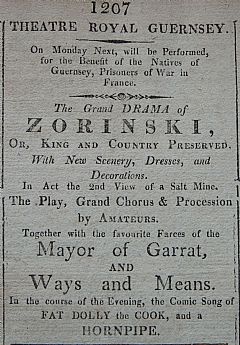 1207
THEATRE ROYAL GUERNSEY.
On Monday Next, will be Performed,
for the Benefit of the Natives of
Guernsey, Prisoners of War in
France.
The Grand DRAMA of
ZORINSKI,
OR, KING AND COUNTRY PRESERVED.
With New Scenery, Dresses, and
Decorations.
In Act the 2nd View of a Salt Mine.
The Play, Grand Chorus & Procession
by AMATEURS.
Together with the favourite Farces of the
Mayor of Garrat,
AND
Ways and Means.
In the course of the Evening, the Comic Song of
FAT DOLLY the COOK, and a
HORNPIPE.